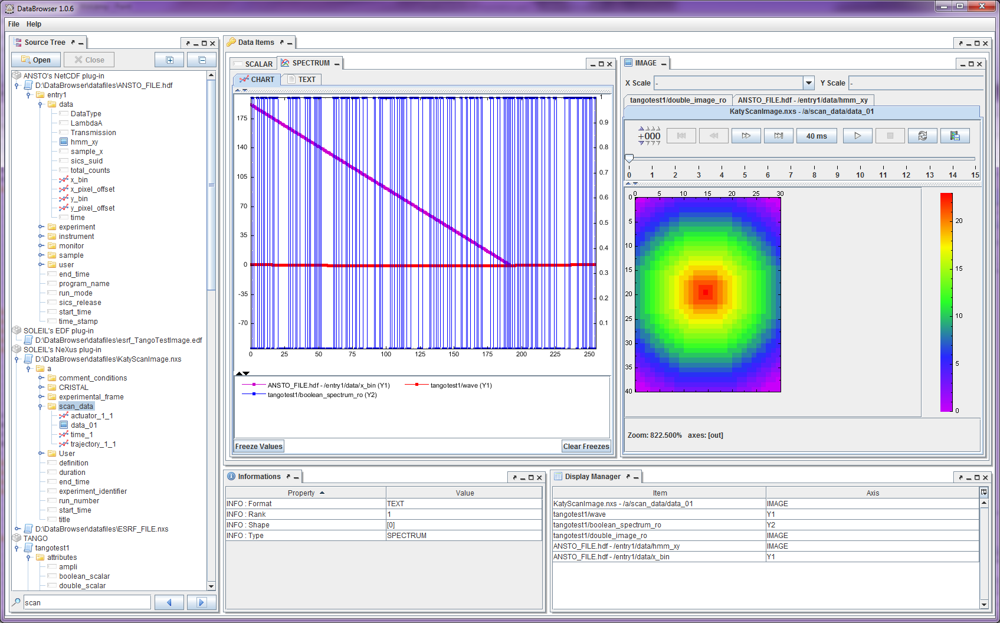 DataBrowser 1.0.6
File Help
Source Tree
Open Close
ANSTO's NetCDF plug-in
D:\DataBrowser\datafiles\ANSTO_FILE.hdf
entry1
data
DataType
LambdaA
Transmission
hmm_xy
sample_x
sics_suid
total_counts
x_bin
x_pixel_offset
y_bin
y_pixel_offset
time
experiment
instrument
monitor
sample
user
end_time
program_name
run_mode
sics_release
start_time
time_stamp
SOLEIL's EDF plug-in
D:\DataBrowser\datafiles\esrf_TangoTestImage.edf
SOLEIL's NeXus plug-in
D:\DataBrowser\datafiles\KatyScanImage.nxs
a
comment_conditions
CRISTAL
experimental_frame
scan_data
actuator_1_1
data_01
time_1
trajectory_1_1
User
definition
duration
end_time
experiment_identifier
run_number
start_time
title
D:\DataBrowser\datafiles\ESRF_FILE.nxs
TANGO
tangotest1
attributes
ampli
boolean_scalar
double_scalar
scan
Data Items
SCALAR SPECTRUM
CHART TEXT
175
140
105
70
35
0
-35
-70
1
0.9
0.8
0.7
0.6
0.5
0.4
0.3
0.2
0.1
0 25 50 75 100 125 150 175 200 225 250
ANSTO_FILE.hdf - /entry1/data/x_bin (Y1) tangotest1/wave (Y1)
tangotest1/boolean_spectrum_ro (Y2)
Freeze Values Clear Freezes
IMAGE
X Scale - Y Scale -
tangotest1/double_image_ro ANSTO_FILE.hdf - /entry1/data/hmm_xy
KatyScanImage.nxs - /a/scan_data/data_01
+000 40 ms
0 1 2 3 4 5 6 7 8 9 10 11 12 13 14 15
0 5 10 15 20 25 30
0
5
10
15
20
25
30
35
40
20
15
10
5
0
Zoom: 822.500% axes: [out]
Informations
Property Value
INFO : Format TEXT
INFO : Rank 1
INFO : Shape [0]
INFO : Type SPECTRUM
Display Manager
Item Axis
KatyScanImage.nxs - /a/scan_data/data_01 IMAGE
tangotest1/wave Y1
tangotest1/boolean_spectrum_ro Y2
tangotest1/double_image_ro IMAGE
ANSTO_FILE.hdf - /entry1/data/hmm_xy IMAGE
ANSTO_FILE.hdf - /entry1/data/x_bin Y1